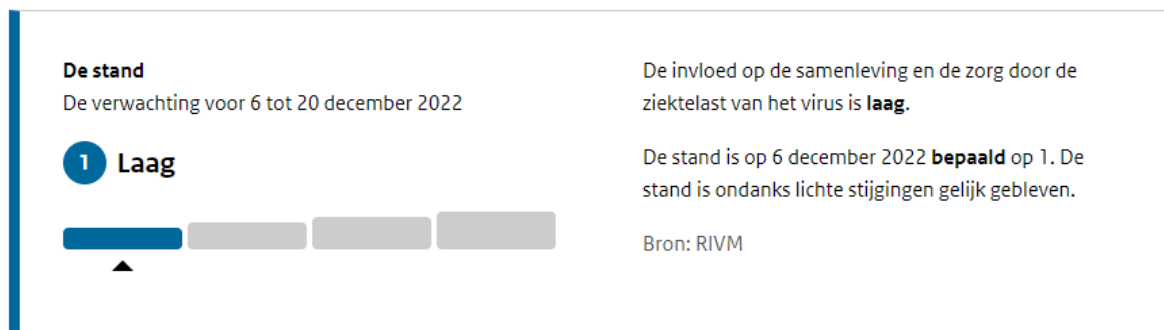 De stand
De verwachting voor 6 tot 20 december 2022
1 Laag
De invloed op de samenleving en de zorg door de
ziektelast van het virus is laag.
De stand is op 6 december 2022 bepaald op 1. De
stand is ondanks lichte stijgingen gelijk gebleven.
Bron: RIVM